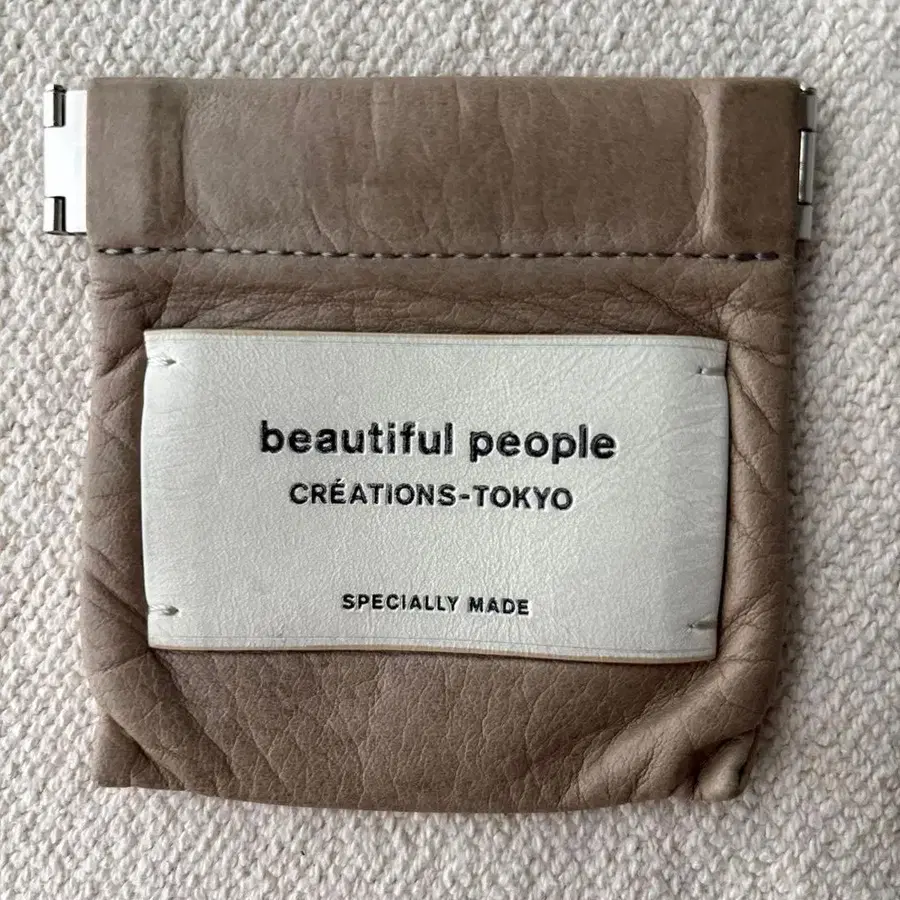 beautiful people
CRÉATIONS-TOKYO
SPECIALLY MADE